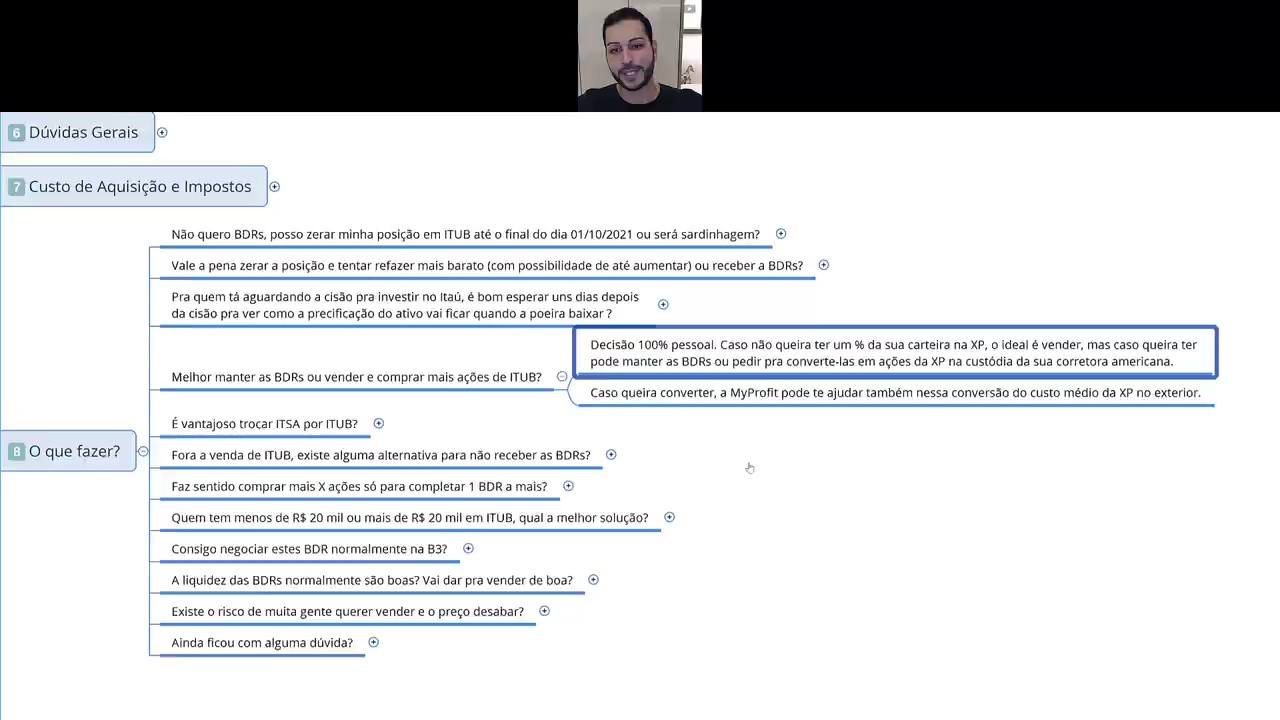 6 Dúvidas Gerais
7 Custo de Aquisição e Impostos
Não quero BDRs, posso zerar minha posição em ITUB até o final do dia 01/10/2021 ou será sardinhagem?
Vale a pena zerar a posição e tentar refazer mais barato (com possibilidade de até aumentar) ou receber a BDRs?
Pra quem tá aguardando a cisão pra investir no Itaú, é bom esperar uns dias depois
da cisão pra ver como a precificação do ativo vai ficar quando a poeira baixar ?
Melhor manter as BDRs ou vender e comprar mais ações de ITUB?
Decisão 100% pessoal. Caso não queira ter um % da sua carteira na XP, o ideal é vender, mas caso queira ter
pode manter as BDRs ou pedir pra converte-las em ações da XP na custódia da sua corretora americana.
Caso queira converter, a MyProfit pode te ajudar também nessa conversão do custo médio da XP no exterior.
É vantajoso trocar ITSA por ITUB?
8 O que fazer?
Fora a venda de ITUB, existe alguma alternativa para não receber as BDRs?
Faz sentido comprar mais X ações só para completar 1 BDR a mais?
Quem tem menos de R$ 20 mil ou mais de R$ 20 mil em ITUB, qual a melhor solução?
Consigo negociar estes BDR normalmente na B3?
A liquidez das BDRs normalmente são boas? Vai dar pra vender de boa?
Existe o risco de muita gente querer vender e o preço desabar?
Ainda ficou com alguma dúvida?